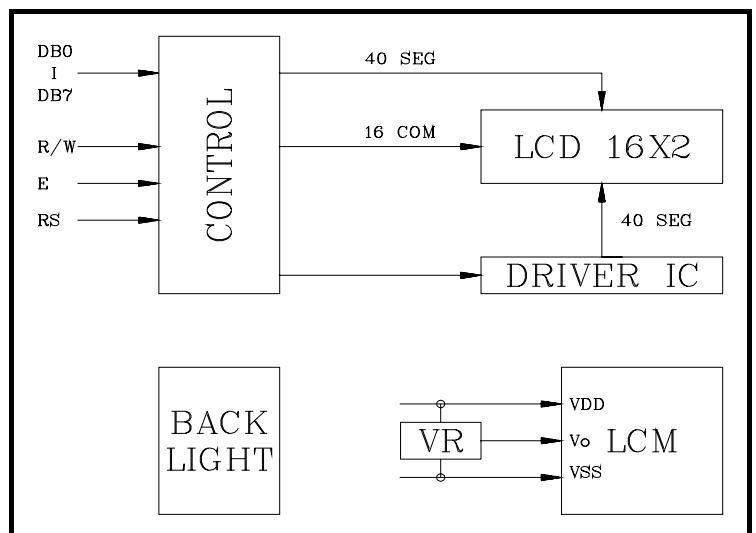 DB0
I
DB7
R/W
E
RS
CONTROL
40 SEG
16 COM
LCD 16X2
40 SEG
DRIVER IC
BACK
LIGHT
VR
VDD
Vo
VSS
LCM